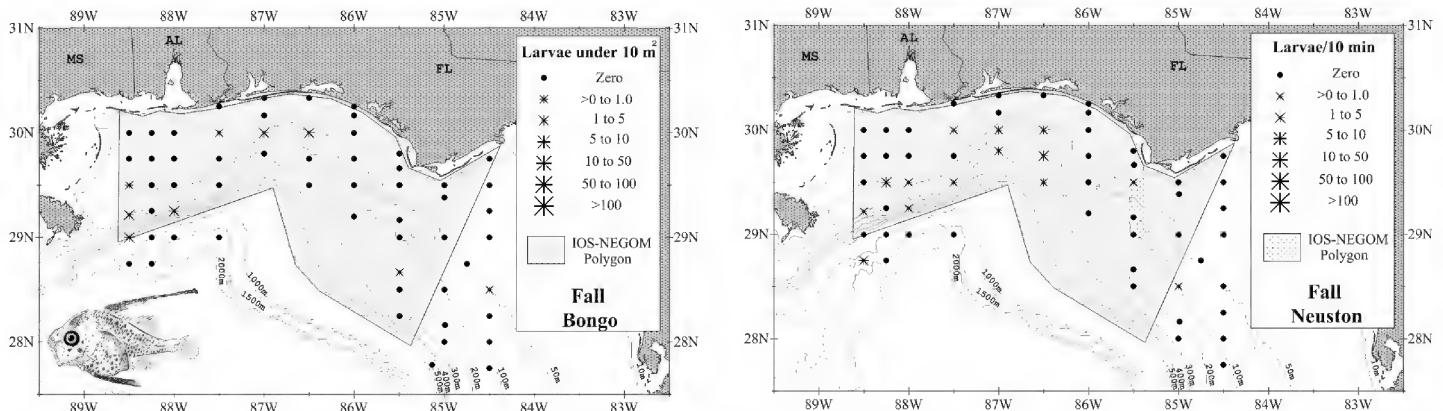 89W 88W 87W 86W 85W 84W 83W
31N
30N
29N
28N
MS
AL
FL
Larvae under 10 m²
Zero
>0 to 1.0
1 to 5
5 to 10
10 to 50
50 to 100
>100
IOS-NEGOM
Polygon
Fall
Bongo
2000m
1000m
1500m
500m
400m
300m
200m
100m
50m
10m
89W 88W 87W 86W 85W 84W 83W
89W 88W 87W 86W 85W 84W 83W
31N
31N
30N
30N
29N
29N
28N
28N
MS
AL
FL
Larvae/10 min
Zero
>0 to 1.0
1 to 5
5 to 10
10 to 50
50 to 100
>100
IOS-NEGOM
Polygon
Fall
Neuston
2000m
1000m
1500m
500m
400m
300m
200m
100m
50m
10m
89W 88W 87W 86W 85W 84W 83W